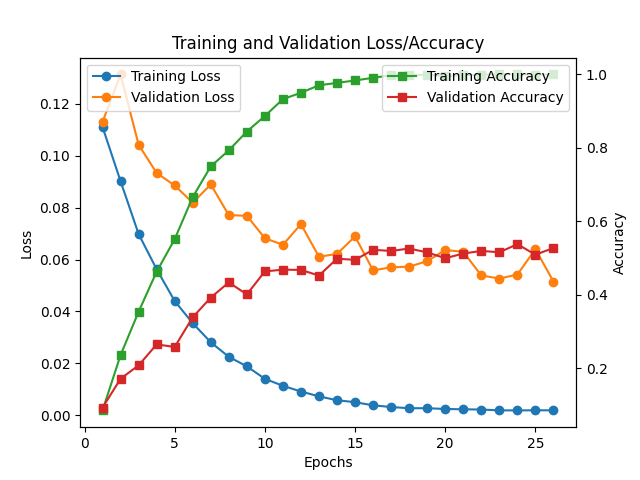 Training and Validation Loss/Accuracy
Training Loss
Validation Loss
Training Accuracy
Validation Accuracy
0.12
0.10
0.08
0.06
0.04
0.02
0.00
Loss
1.0
0.8
0.6
0.4
0.2
Accuracy
0
5
10
15
20
25
Epochs